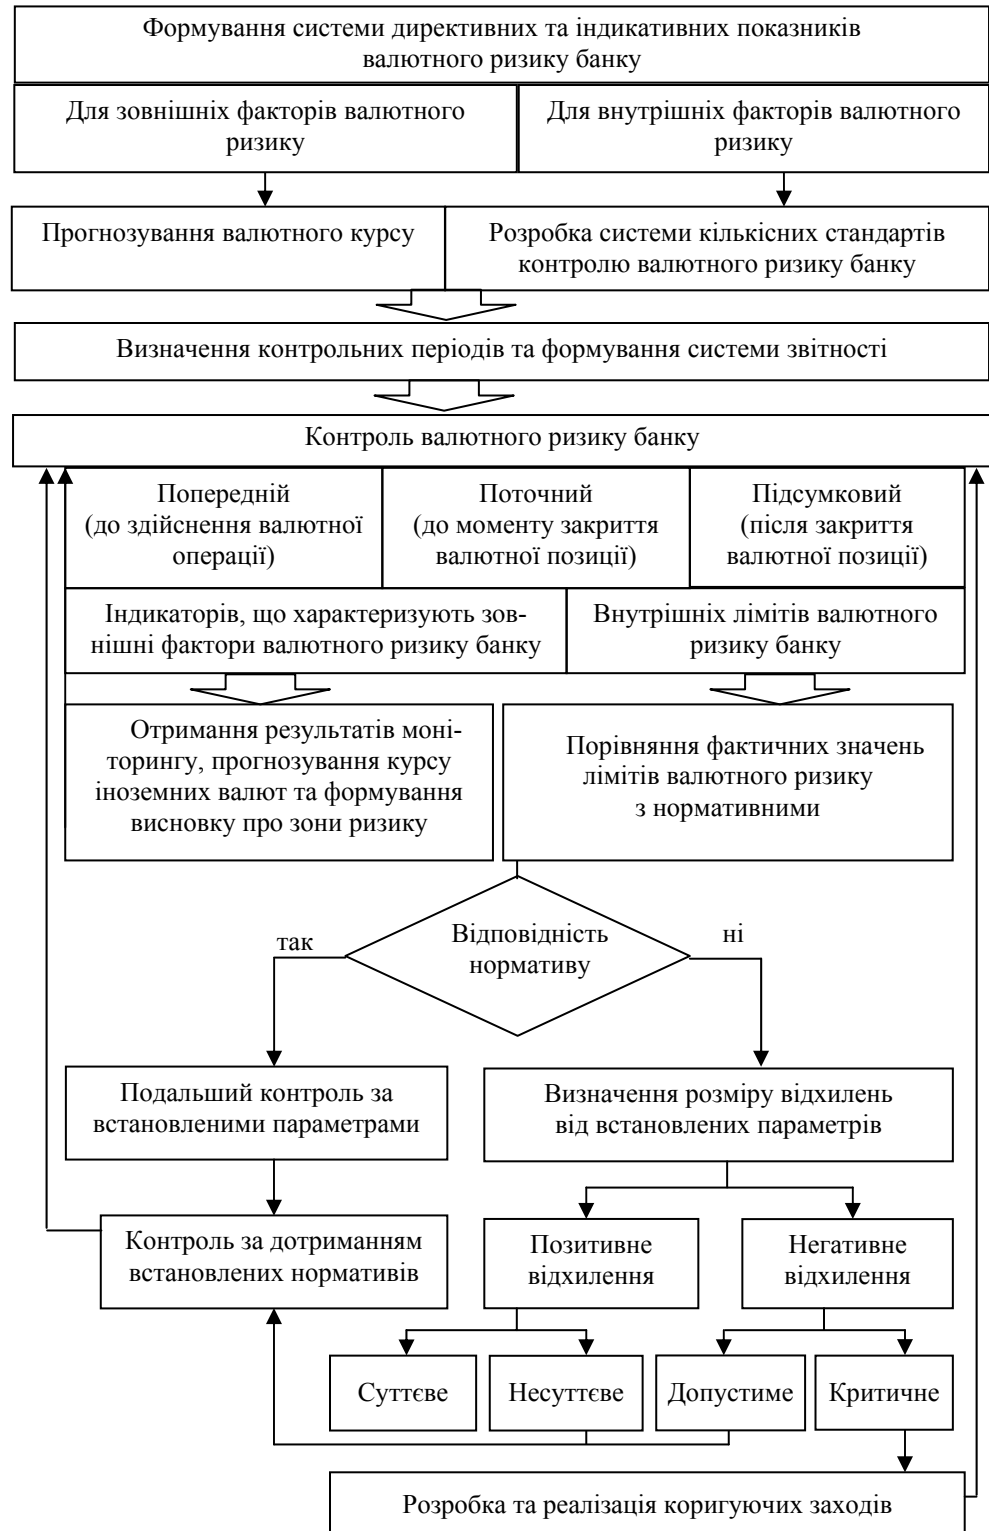 Формування системи директивних та індикативних показників
валютного ризику банку
Для зовнішніх факторів валютного
ризику
Для внутрішніх факторів валютного
ризику
Прогнозування валютного курсу
Розробка системи кількісних стандартів
контролю валютного ризику банку
Визначення контрольних періодів та формування системи звітності
Контроль валютного ризику банку
Попередній
(до здійснення валютної
операції)
Поточний
(до моменту закриття
валютної позиції)
Підсумковий
(після закриття
валютної позиції)
Індикаторів, що характеризують зов-
нішні фактори валютного ризику банку
Внутрішніх лімітів валютного
ризику банку
Отримання результатів моні-
торингу, прогнозування курсу
іноземних валют та формування
висновку про зони ризику
Порівняння фактичних значень
лімітів валютного ризику
з нормативними
Відповідність
нормативу
так
ні
Подальший контроль за
встановленими параметрами
Визначення розміру відхилень
від встановлених параметрів
Контроль за дотриманням
встановлених нормативів
Позитивне
відхилення
Негативне
відхилення
Суттєве
Несуттєве
Допустиме
Критичне
Розробка та реалізація коригуючих заходів